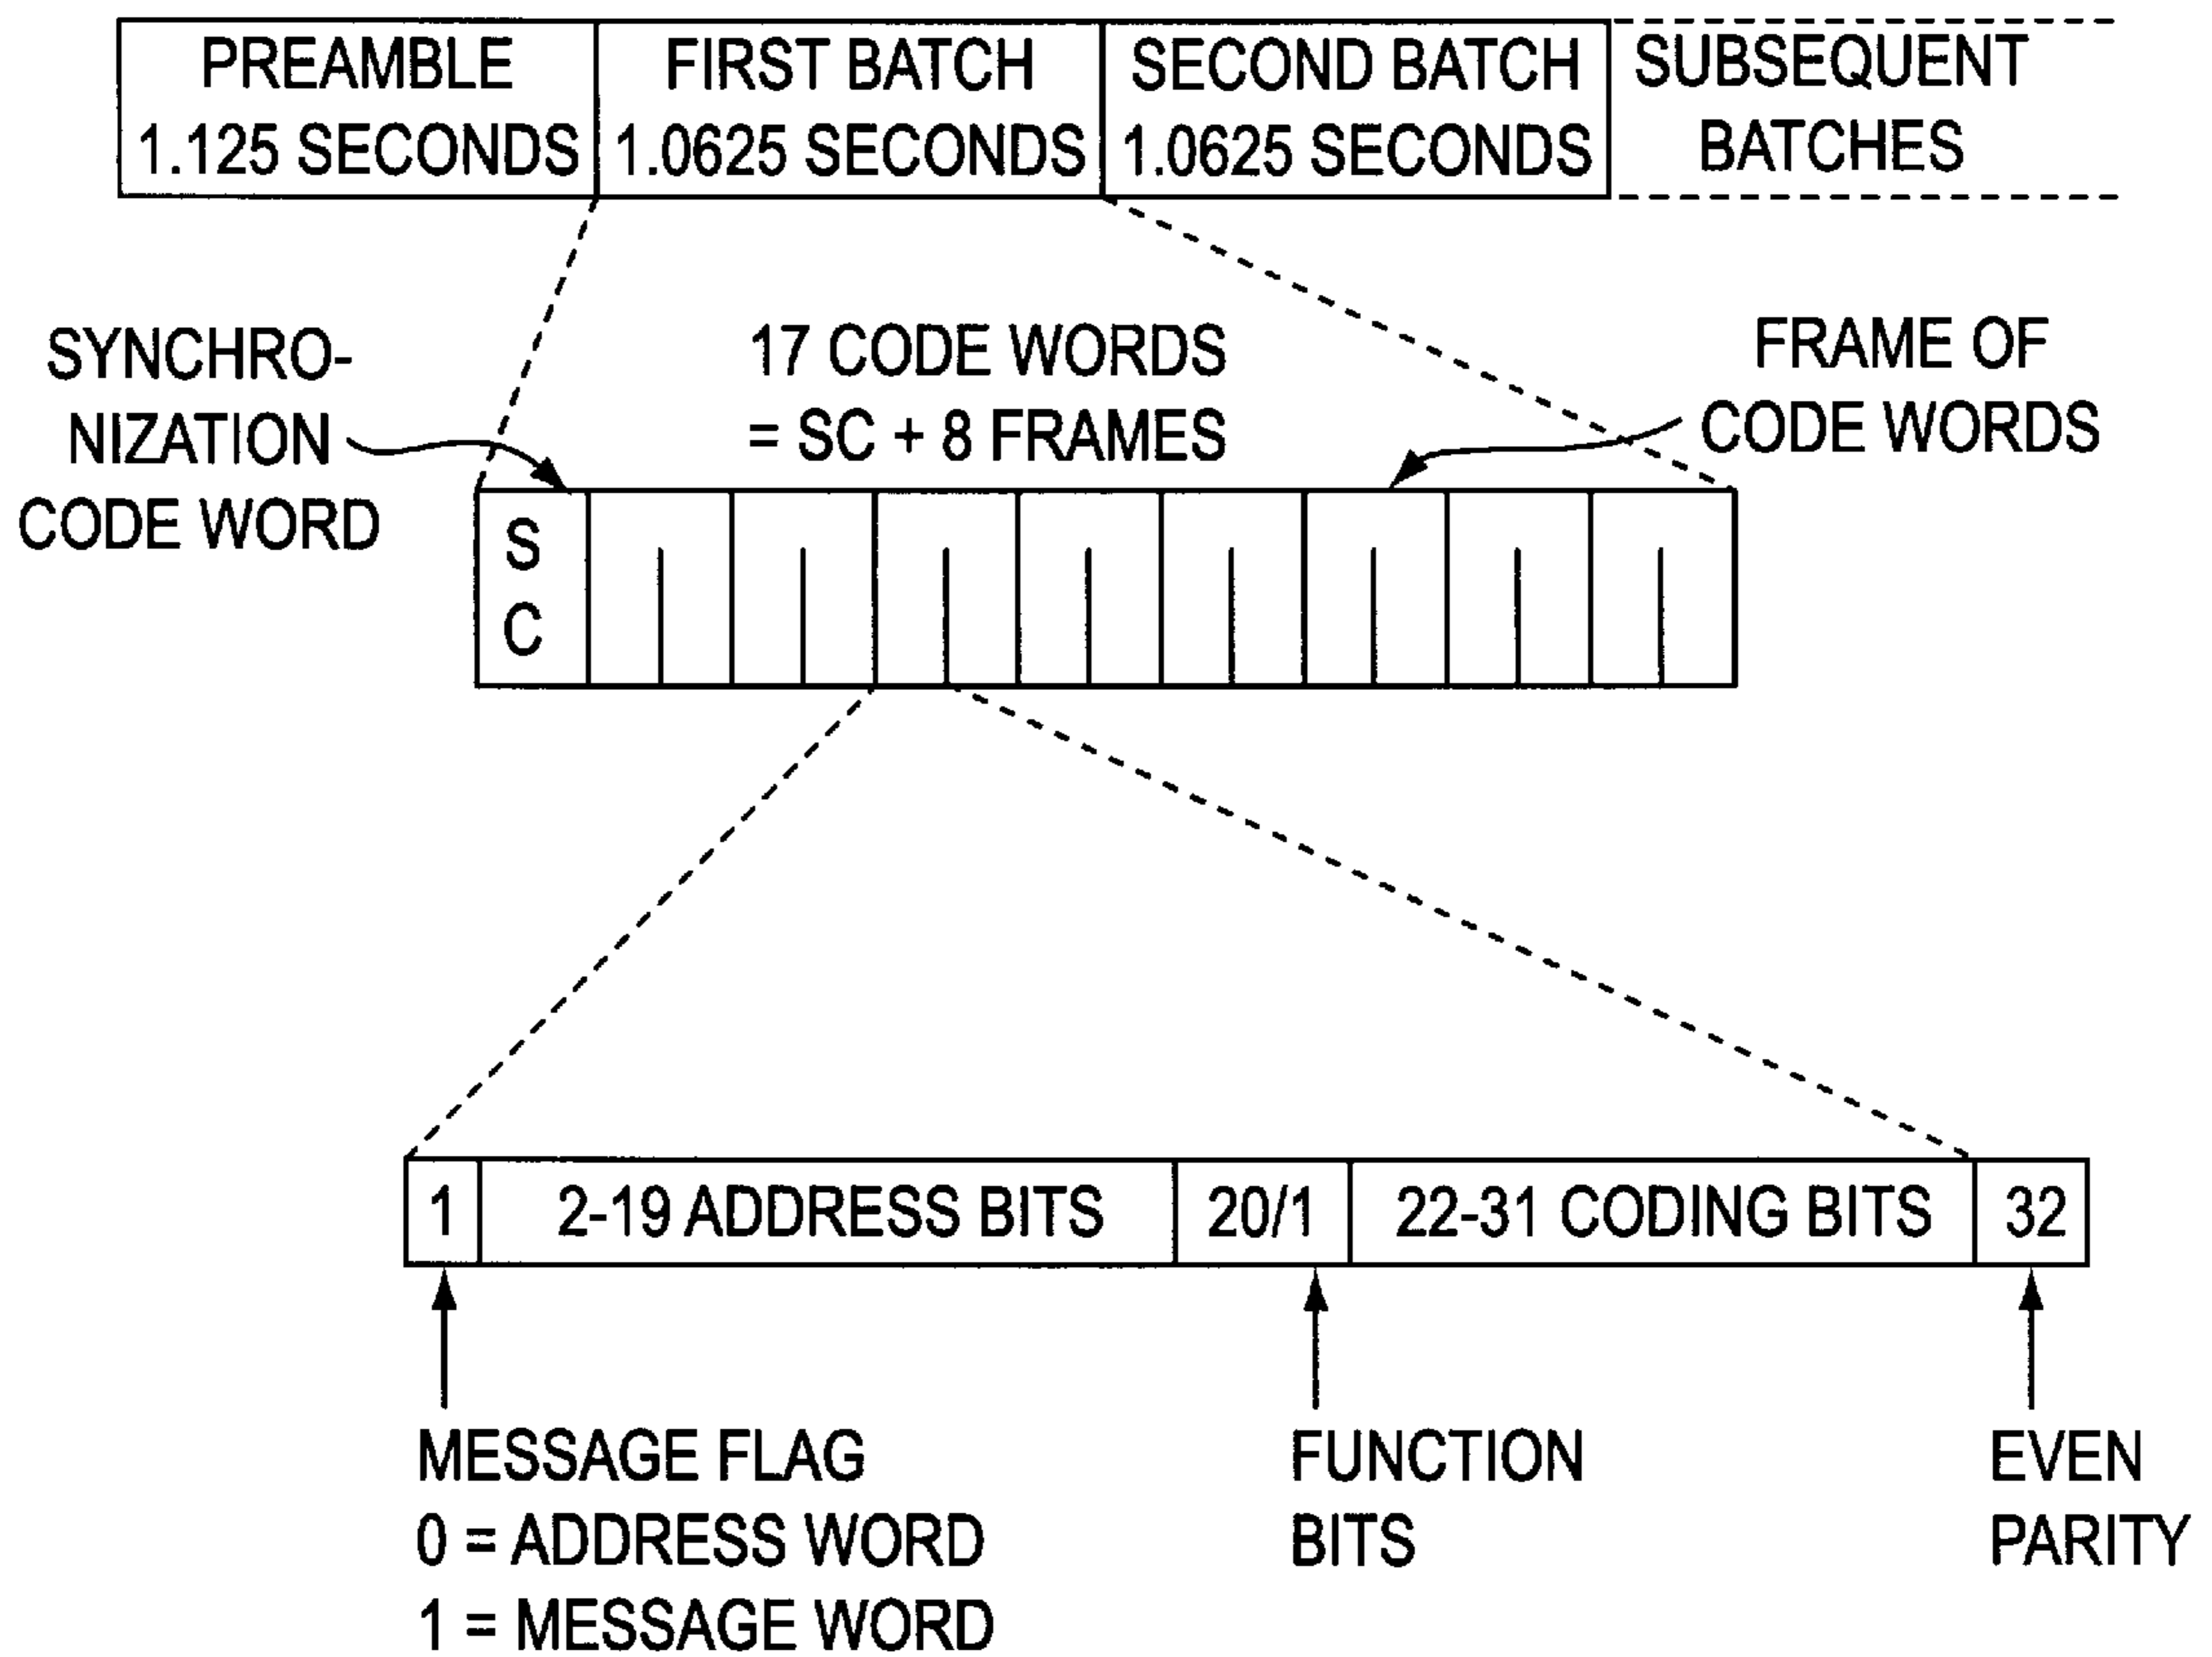 PREAMBLE
1.125 SECONDS
FIRST BATCH
1.0625 SECONDS
SECOND BATCH
1.0625 SECONDS
SUBSEQUENT
BATCHES
SYNCHRO-
NIZATION
CODE WORD
17 CODE WORDS
= SC + 8 FRAMES
FRAME OF
CODE WORDS
S
C
1
2-19 ADDRESS BITS
20/1
22-31 CODING BITS
32
MESSAGE FLAG
0 = ADDRESS WORD
1 = MESSAGE WORD
FUNCTION
BITS
EVEN
PARITY